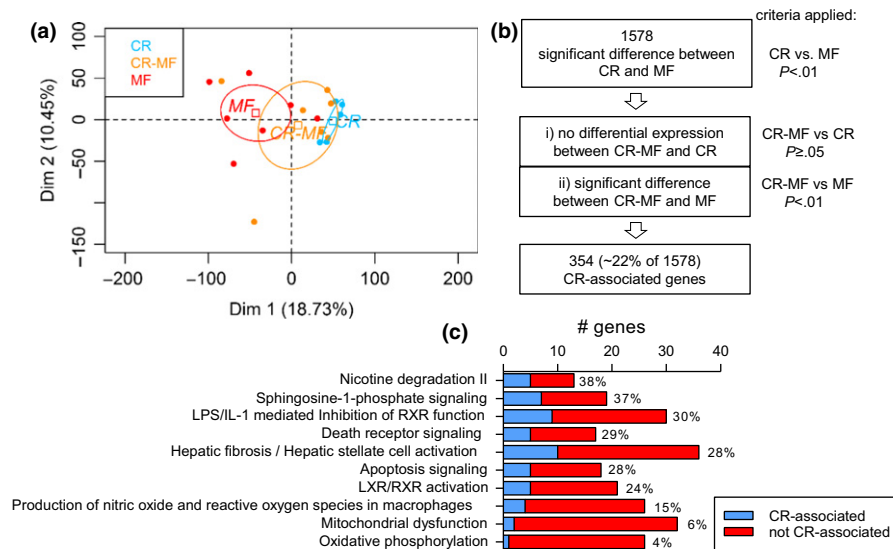 (a)
CR
CR-MF
MF
Dim 2 (10.45%)
100
50
0
−50
−150
MF
CR-MF
CR
−200
−100
0
100
200
Dim 1 (18.73%)
(b)
criteria applied:
1578
significant difference between
CR and MF
CR vs. MF
P<.01
i) no differential expression
between CR-MF and CR
CR-MF vs CR
P≥.05
ii) significant difference
between CR-MF and MF
CR-MF vs MF
P<.01
354 (~22% of 1578)
CR-associated genes
(c)
# genes
0 10 20 30 40
Nicotine degradation II 38%
Sphingosine-1-phosphate signaling 37%
LPS/IL-1 mediated Inhibition of RXR function 30%
Death receptor signaling 29%
Hepatic fibrosis / Hepatic stellate cell activation 28%
Apoptosis signaling 28%
LXR/RXR activation 24%
Production of nitric oxide and reactive oxygen species in macrophages 15%
Mitochondrial dysfunction 6%
Oxidative phosphorylation 4%
CR-associated
not CR-associated